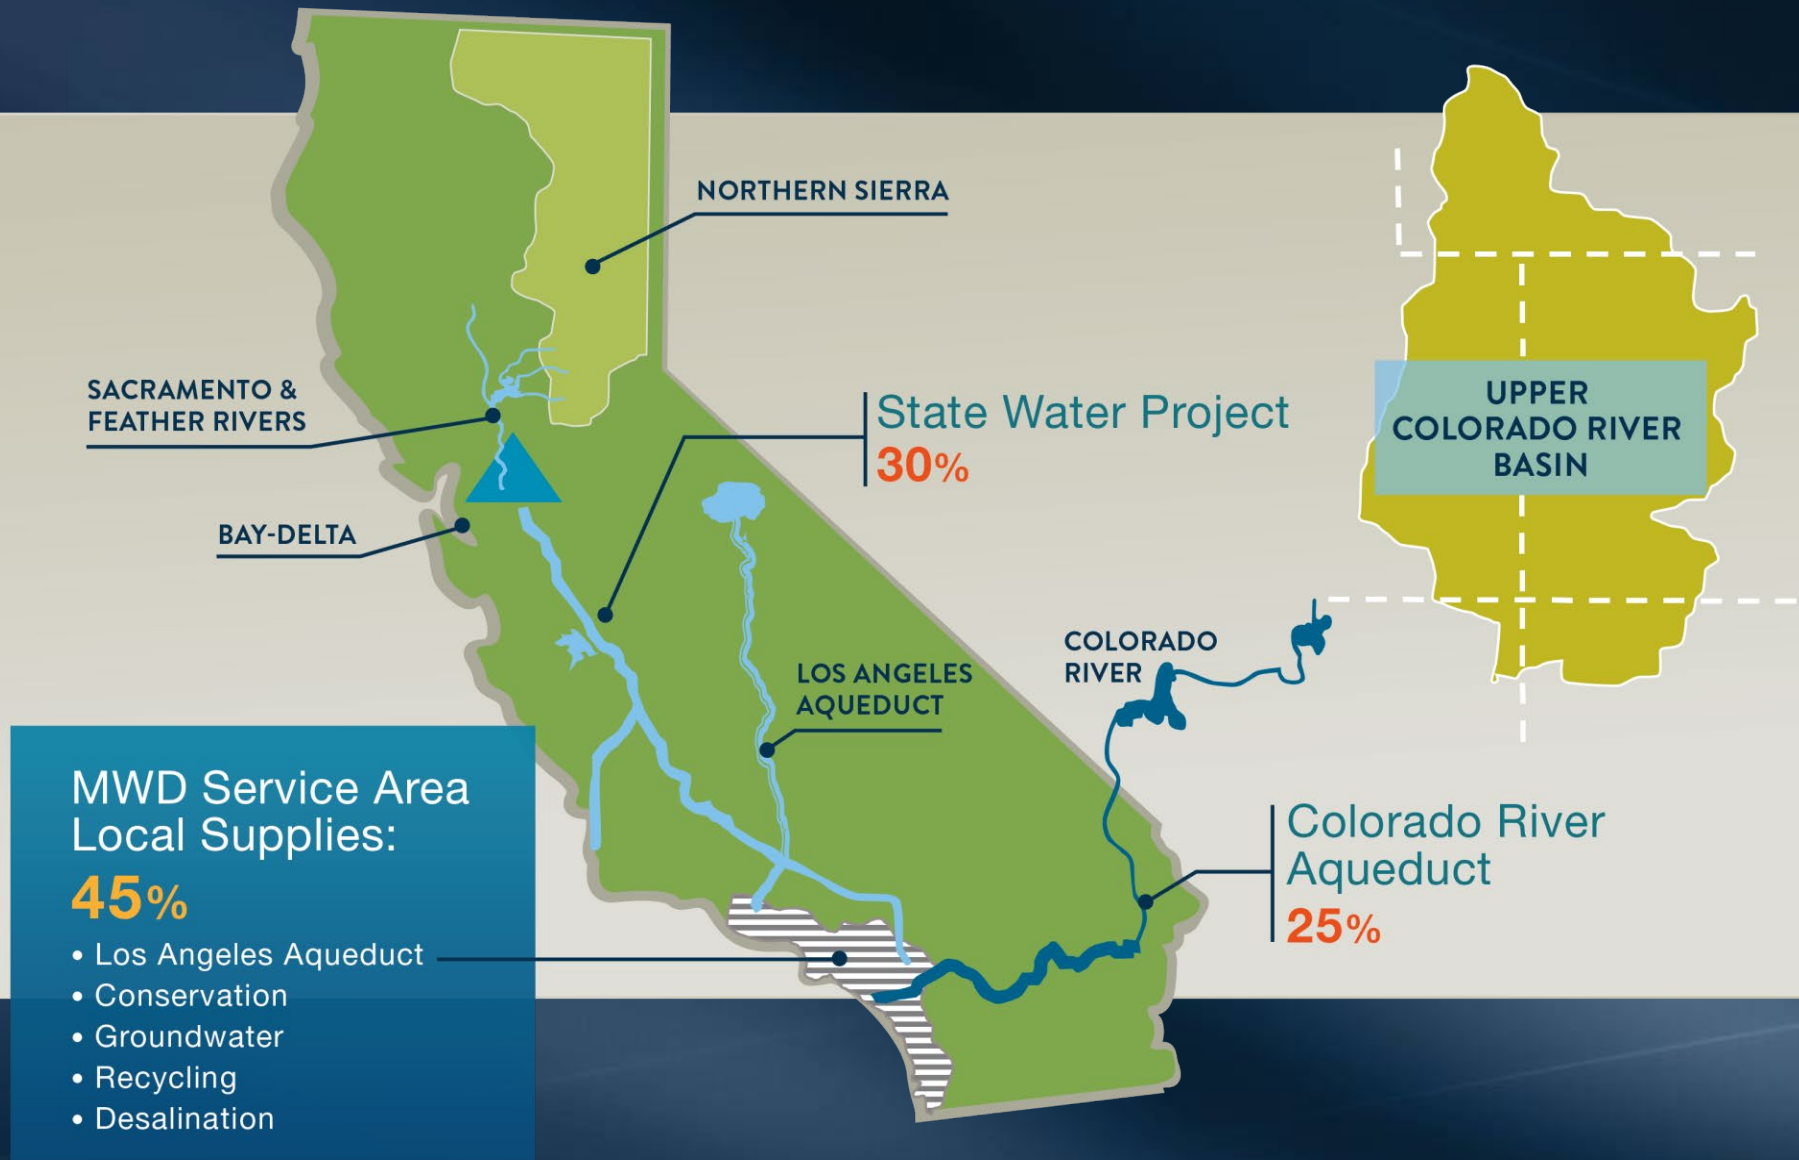 NORTHERN SIERRA
SACRAMENTO &
FEATHER RIVERS
State Water Project
30%
UPPER
COLORADO RIVER
BASIN
BAY-DELTA
COLORADO
RIVER
LOS ANGELES
AQUEDUCT
MWD Service Area
Local Supplies:
45%
• Los Angeles Aqueduct
• Conservation
• Groundwater
• Recycling
• Desalination
Colorado River
Aqueduct
25%